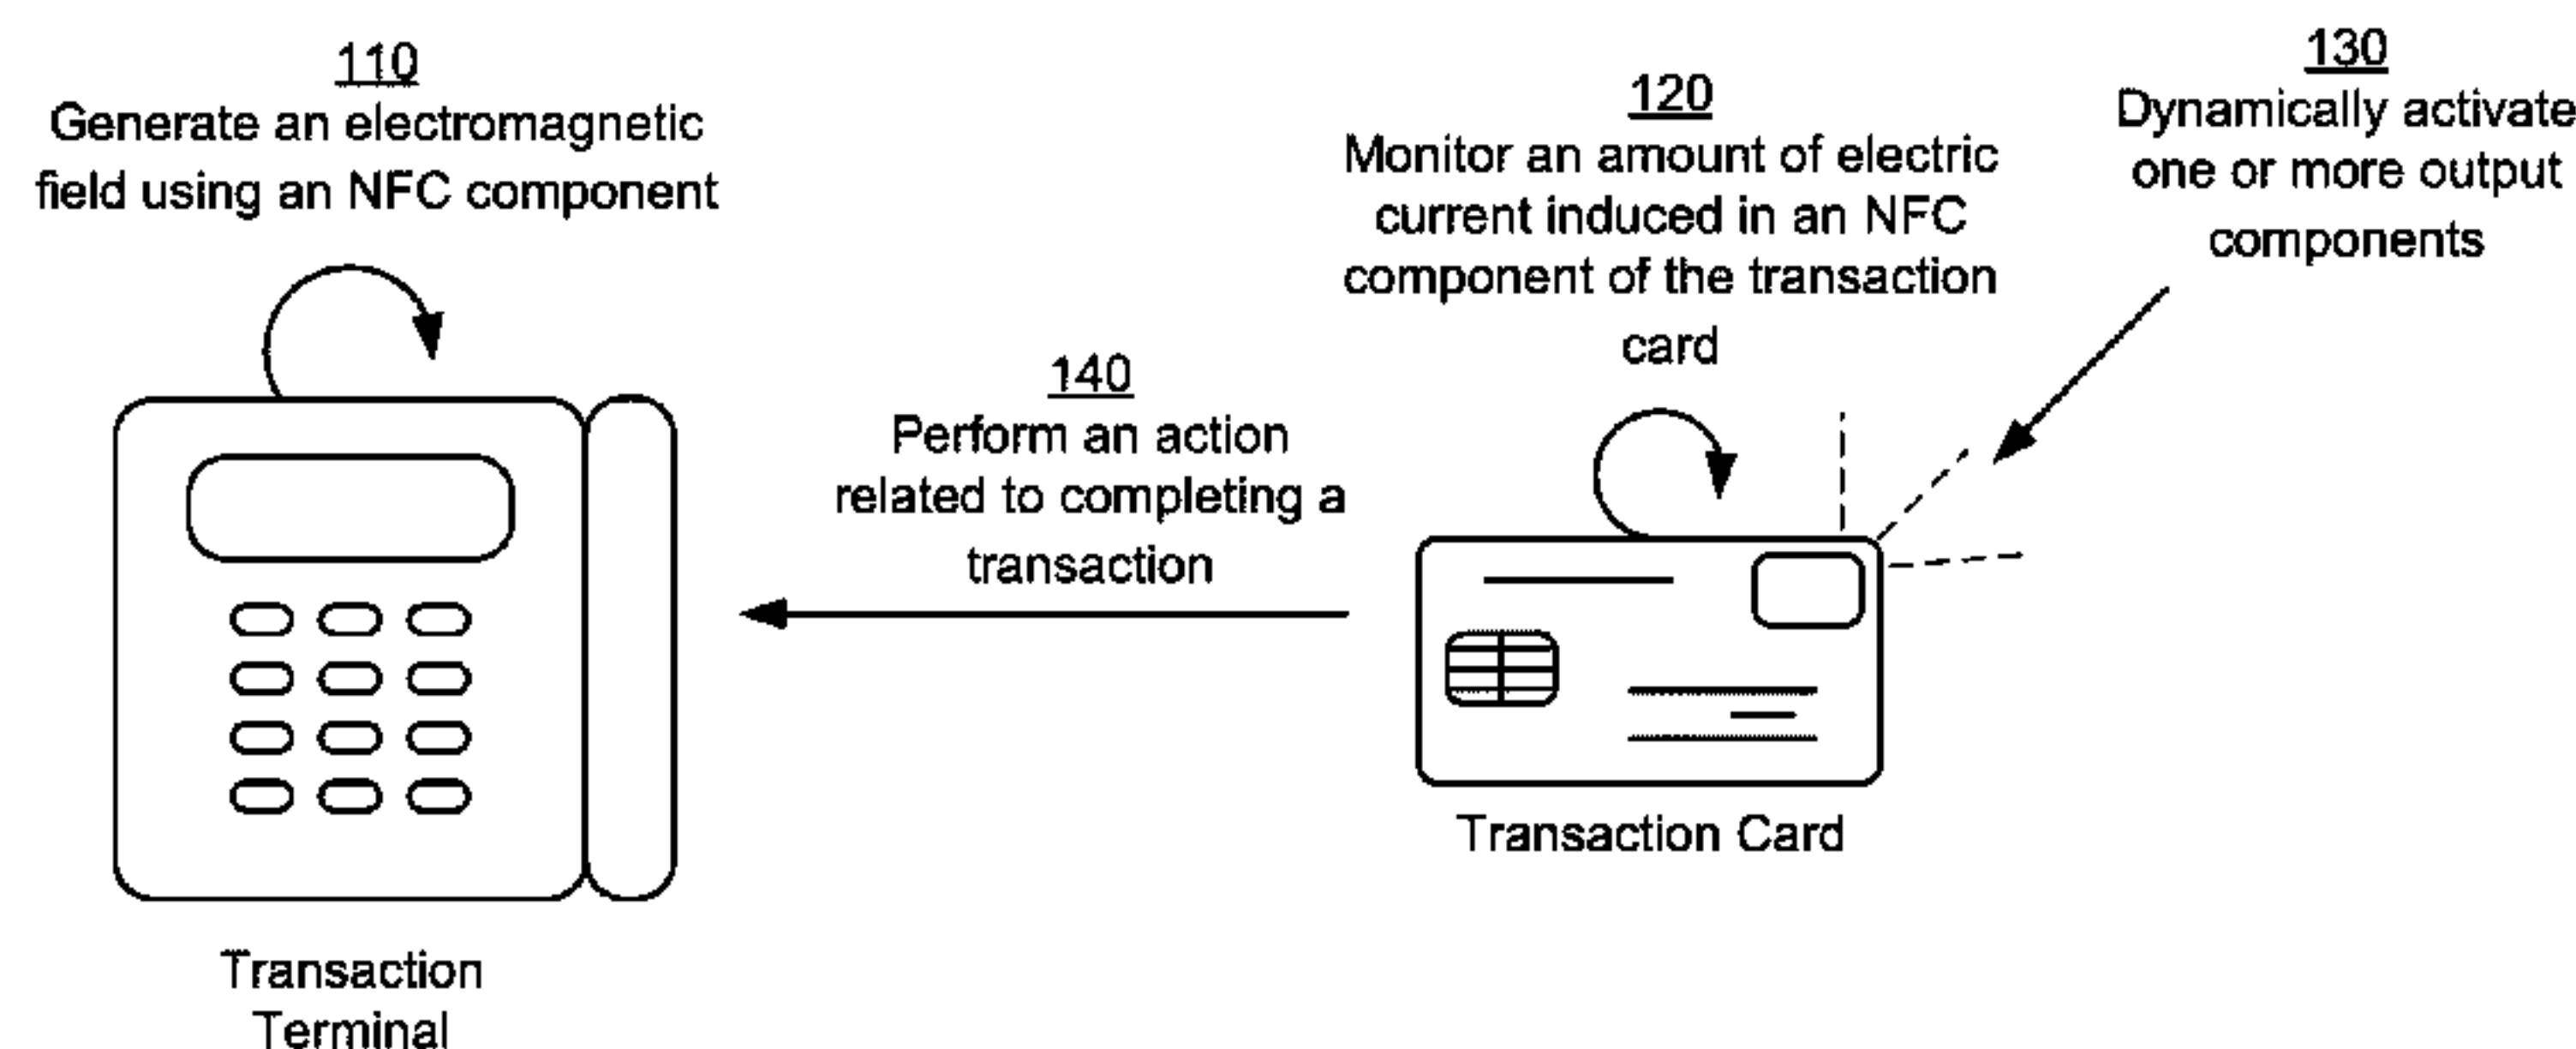 110
Generate an electromagnetic
field using an NFC component
120
Monitor an amount of electric
current induced in an NFC
component of the transaction
card
130
Dynamically activate
one or more output
components
140
Perform an action
related to completing a
transaction
Transaction Card
Transaction
Terminal